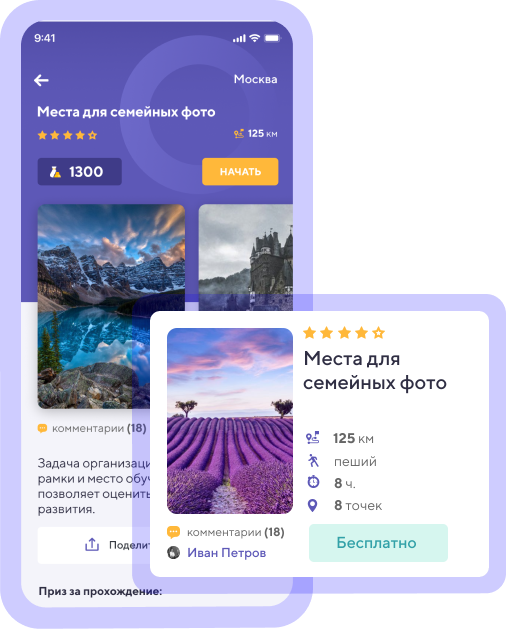 9:41
Москва
Места для семейных фото
125 км
1300
НАЧАТЬ
комментарии (18)
Задача организаци
рамки и место обу
позволяет оценить
развития.
Поделит
Приз за прохождение:
Места для
семейных фото
125 км
пеший
8 ч.
8 точек
комментарии (18)
Иван Петров
Бесплатно